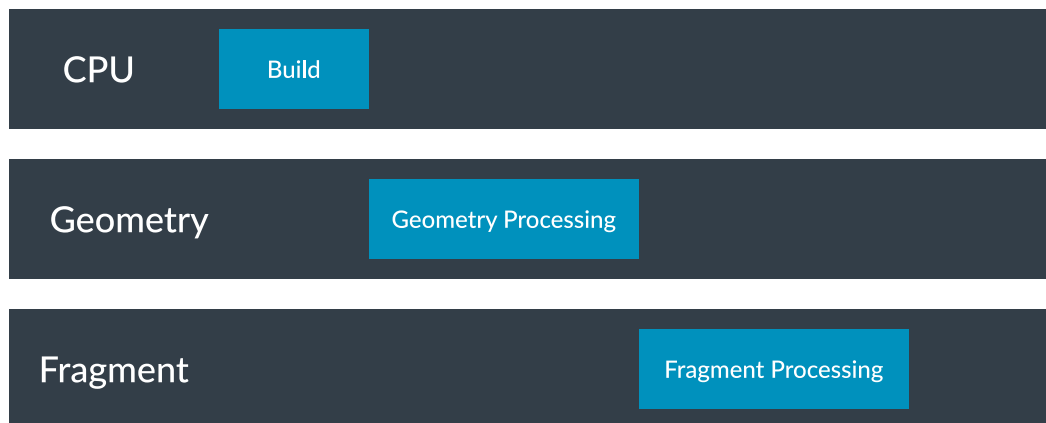 CPU
Build
Geometry
Geometry Processing
Fragment
Fragment Processing